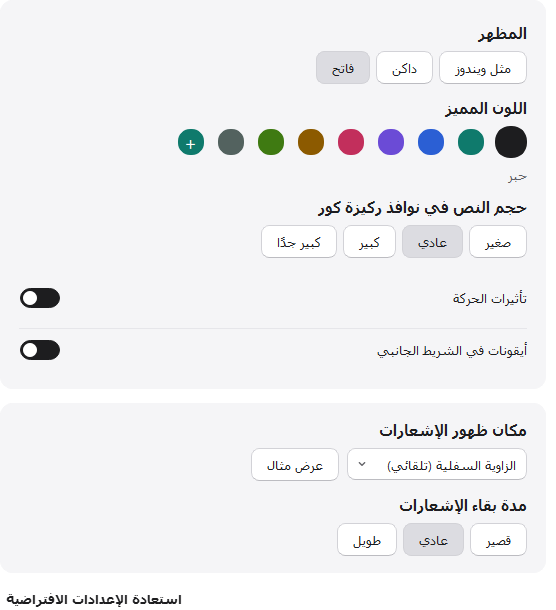 المظهر
مثل ويندوز داكن فاتح
اللون المميز
+
حبر
حجم النص في نوافذ ركيزة كور
صغير عادي كبير كبير جدًا
تأثيرات الحركة
أيقونات في الشريط الجانبي
مكان ظهور الإشعارات
الزاوية السفلية (تلقائي) عرض مثال
مدة بقاء الإشعارات
قصير عادي طويل
استعادة الإعدادات الافتراضية